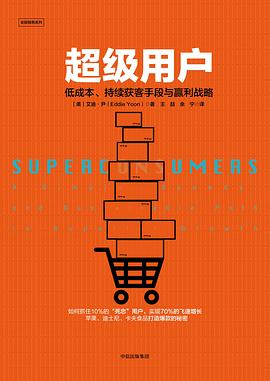 超级用户
低成本、持续获客手段与赢利战略
[美] 艾迪·尹(Eddie Yoon)著 王喆 余宁 译
SUPERCONSUMERS
如何抓住10%的“死忠”用户，实现70%的飞速增长
苹果、迪士尼、卡夫食品打造爆款的秘密
中信出版集团